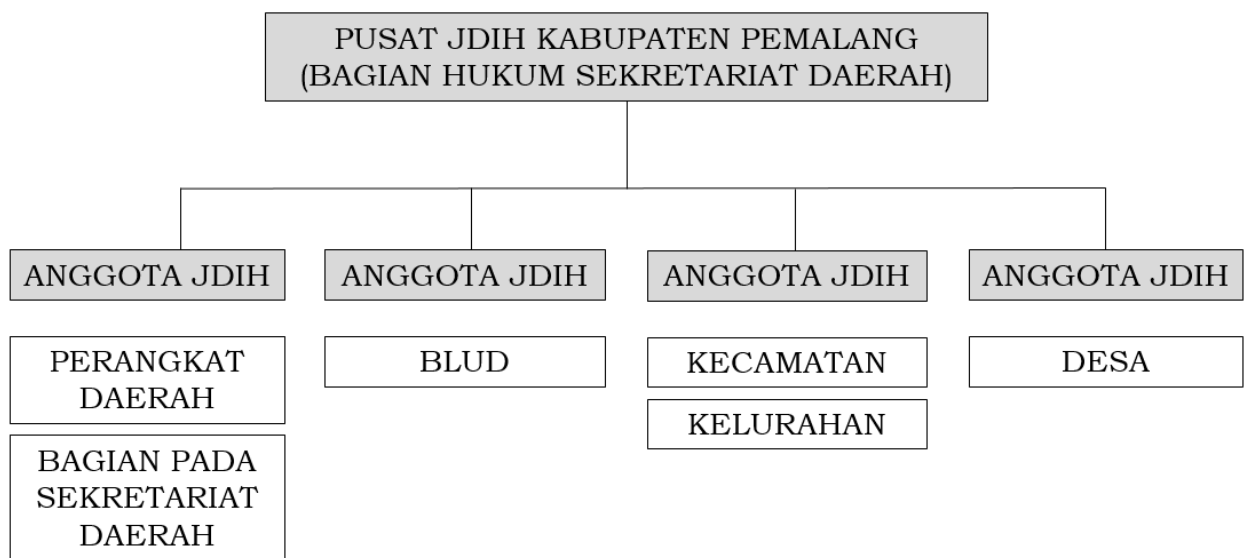 PUSAT JDIH KABUPATEN PEMALANG
(BAGIAN HUKUM SEKRETARIAT DAERAH)
ANGGOTA JDIH
ANGGOTA JDIH
ANGGOTA JDIH
ANGGOTA JDIH
PERANGKAT
DAERAH
BAGIAN PADA
SEKRETARIAT
DAERAH
BLUD
KECAMATAN
KELURAHAN
DESA